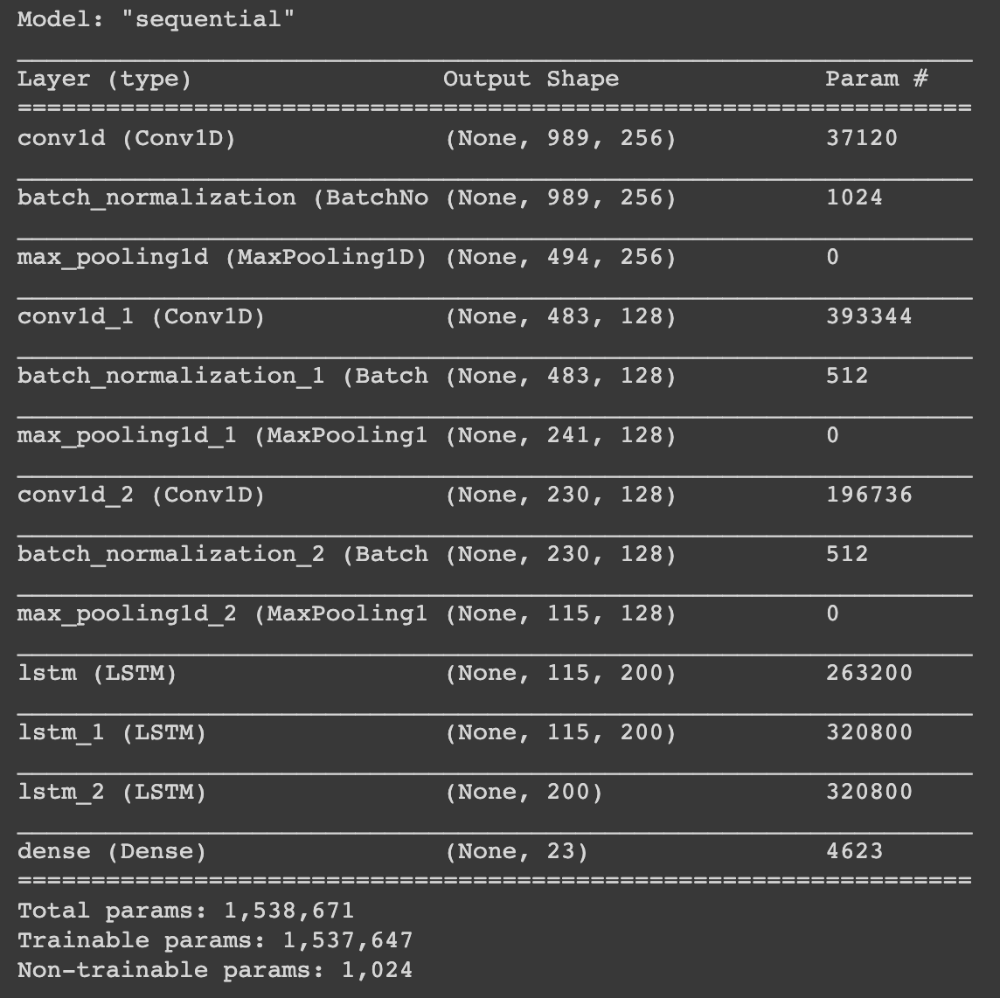 Model: "sequential"
_________________________________________________________________
Layer (type)                 Output Shape              Param #
=================================================================
conv1d (Conv1D)              (None, 989, 256)          37120
_________________________________________________________________
batch_normalization (BatchNo (None, 989, 256)          1024
_________________________________________________________________
max_pooling1d (MaxPooling1D) (None, 494, 256)          0
_________________________________________________________________
conv1d_1 (Conv1D)            (None, 483, 128)          393344
_________________________________________________________________
batch_normalization_1 (Batch (None, 483, 128)          512
_________________________________________________________________
max_pooling1d_1 (MaxPooling1 (None, 241, 128)          0
_________________________________________________________________
conv1d_2 (Conv1D)            (None, 230, 128)          196736
_________________________________________________________________
batch_normalization_2 (Batch (None, 230, 128)          512
_________________________________________________________________
max_pooling1d_2 (MaxPooling1 (None, 115, 128)          0
_________________________________________________________________
lstm (LSTM)                  (None, 115, 200)          263200
_________________________________________________________________
lstm_1 (LSTM)                (None, 115, 200)          320800
_________________________________________________________________
lstm_2 (LSTM)                (None, 200)               320800
_________________________________________________________________
dense (Dense)                (None, 23)                4623
=================================================================
Total params: 1,538,671
Trainable params: 1,537,647
Non-trainable params: 1,024